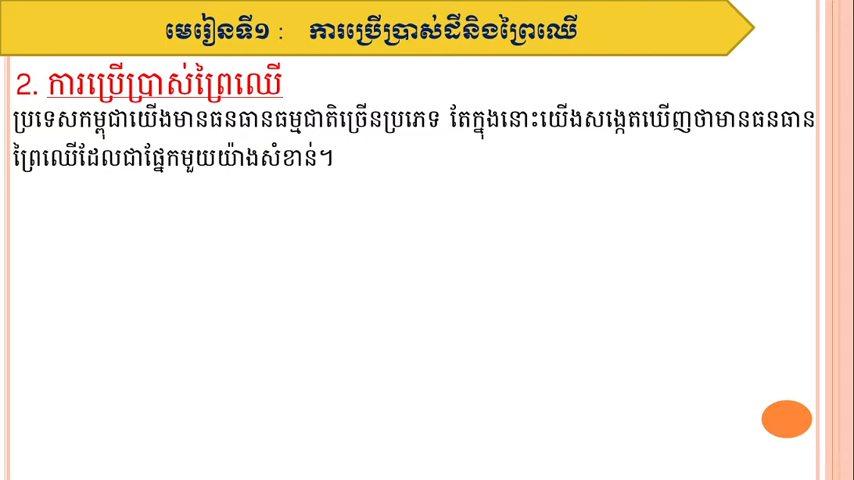 មេរៀនទី១ : ការប្រើប្រាស់ដីនិងព្រៃឈើ
2. ការប្រើប្រាស់ព្រៃឈើ
ប្រទេសកម្ពុជាយើងមានធនធានធម្មជាតិច្រើនប្រភេទ តែក្នុងនោះយើងសង្កេតឃើញថាមានធនធាន
ព្រៃឈើដែលជាផ្នែកមួយយ៉ាងសំខាន់។